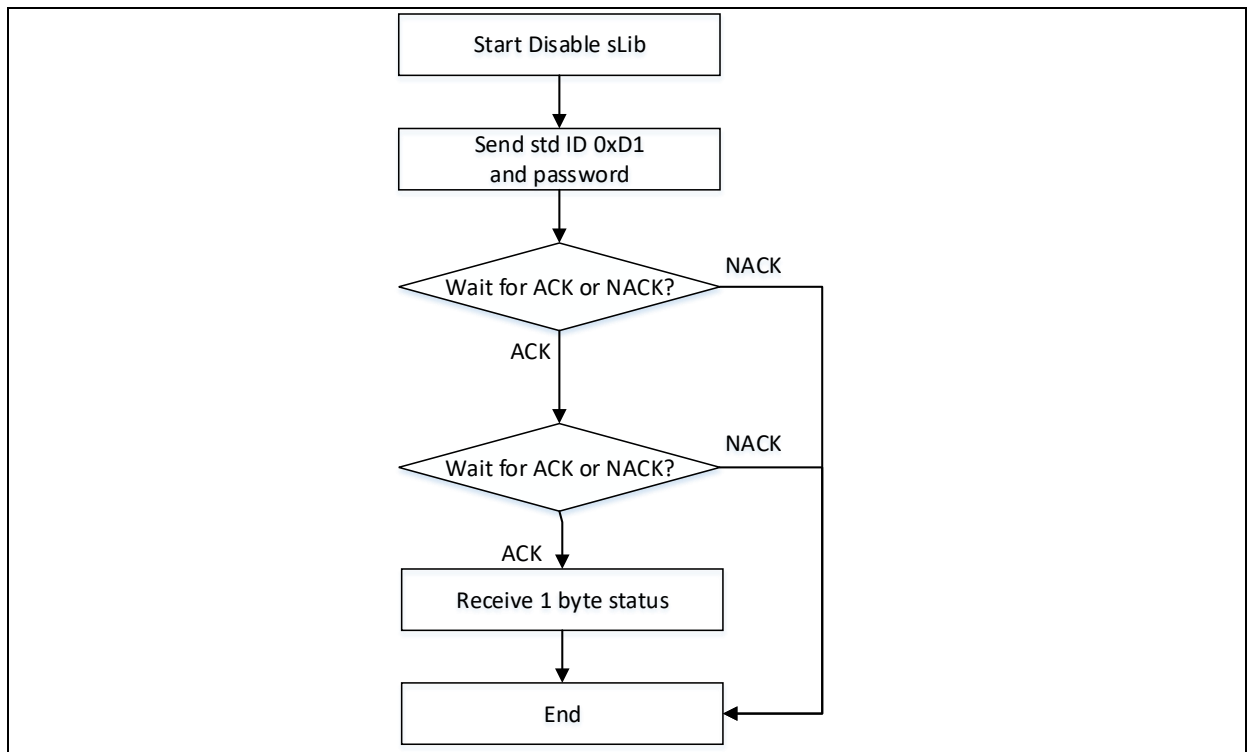 Start Disable sLib
Send std ID 0xD1
and password
Wait for ACK or NACK?
NACK
ACK
Wait for ACK or NACK?
NACK
ACK
Receive 1 byte status
End